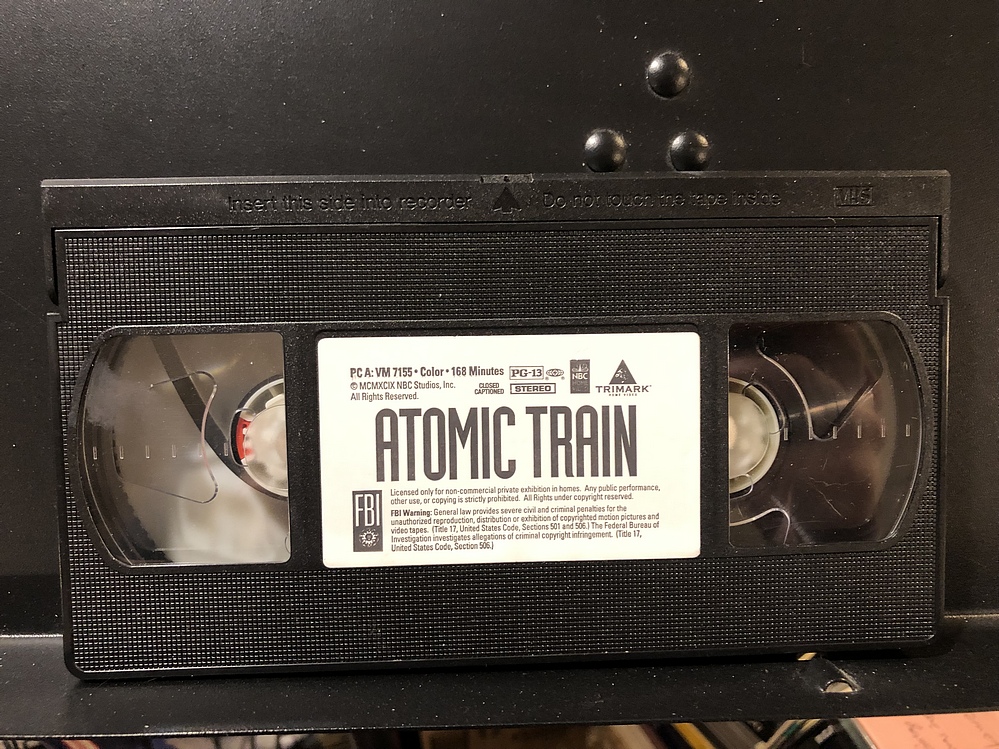 Insert this side into recorder Do not touch the tape inside VHS
PC A: VM 7155 • Color • 168 Minutes PG-13 NBC
© MCMXCIX NBC Studios, Inc. CLOSED CAPTIONED STEREO TRIMARK
All Rights Reserved. HOME VIDEO
ATOMIC TRAIN
FBI
Licensed only for non-commercial private exhibition in homes. Any public performance,
other use, or copying is strictly prohibited. All Rights under copyright reserved.
FBI Warning: General law provides severe civil and criminal penalties for the
unauthorized reproduction, distribution or exhibition of copyrighted motion pictures and
video tapes. (Title 17, United States Code, Sections 501 and 506.) The Federal Bureau of
Investigation investigates allegations of criminal copyright infringement. (Title 17,
United States Code, Section 506.)